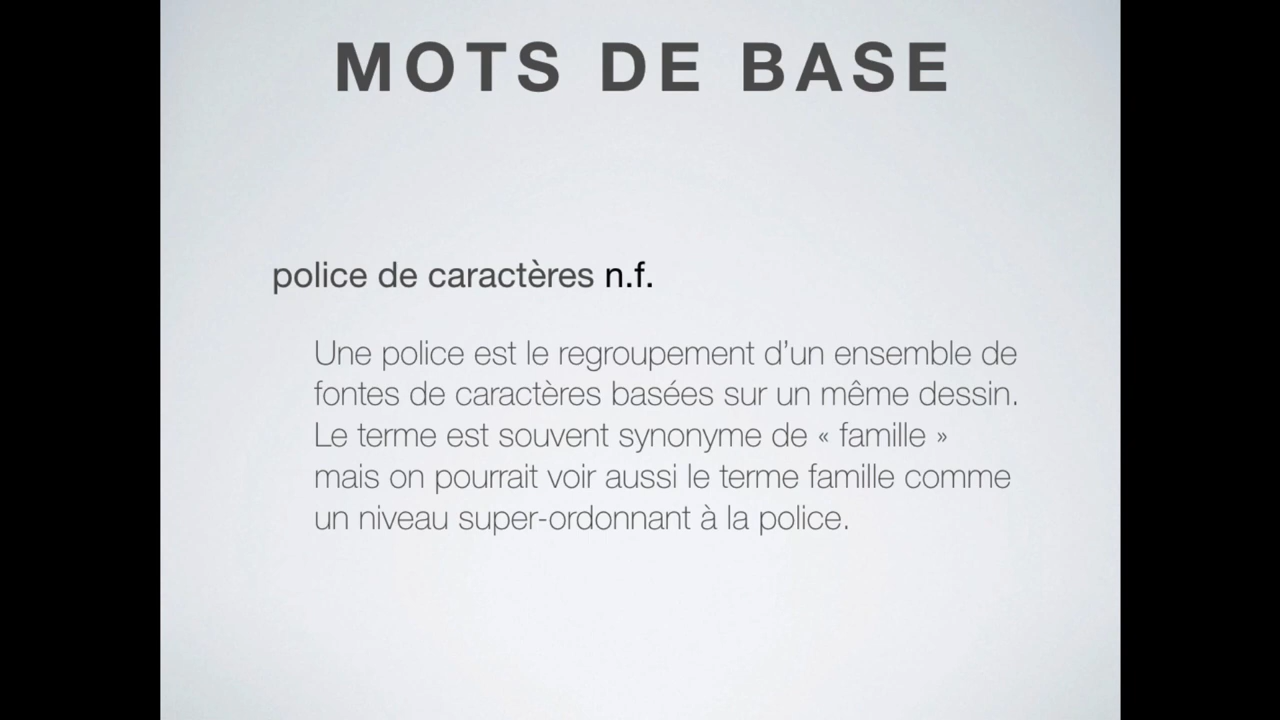 MOTS DE BASE
police de caractères n.f.
Une police est le regroupement d’un ensemble de
fontes de caractères basées sur un même dessin.
Le terme est souvent synonyme de « famille »
mais on pourrait voir aussi le terme famille comme
un niveau super-ordonnant à la police.